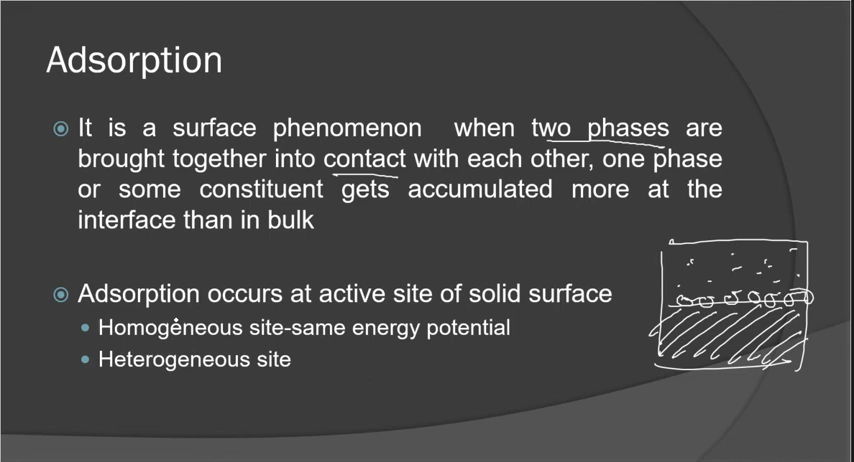 Adsorption
It is a surface phenomenon when two phases are
brought together into contact with each other, one phase
or some constituent gets accumulated more at the
interface than in bulk
Adsorption occurs at active site of solid surface
Homogeneous site-same energy potential
Heterogeneous site